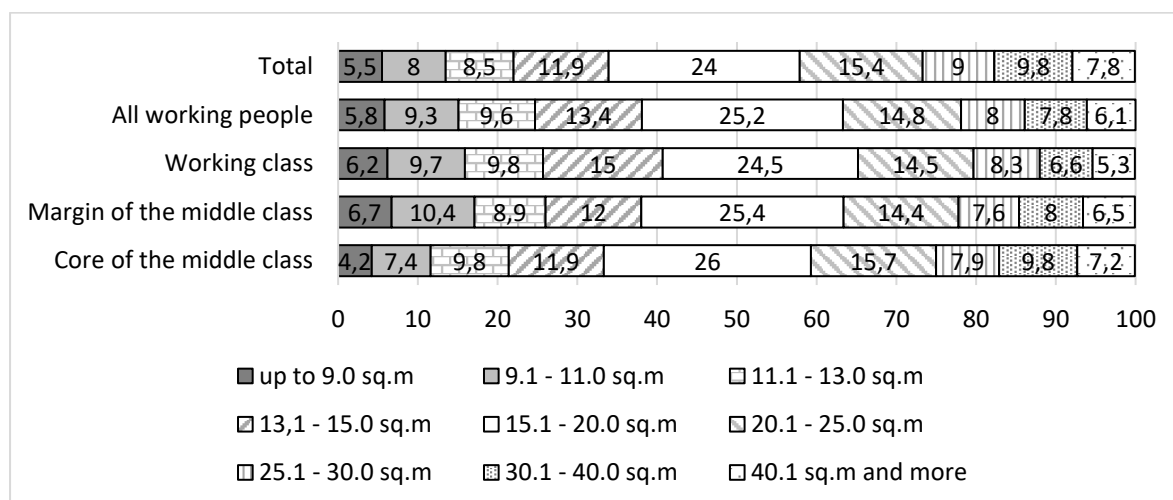 Total 5,5 8 8,5 11,9 24 15,4 9 9,8 7,8
All working people 5,8 9,3 9,6 13,4 25,2 14,8 8 7,8 6,1
Working class 6,2 9,7 9,8 15 24,5 14,5 8,3 6,6 5,3
Margin of the middle class 6,7 10,4 8,9 12 25,4 14,4 7,6 8 6,5
Core of the middle class 4,2 7,4 9,8 11,9 26 15,7 7,9 9,8 7,2
0 10 20 30 40 50 60 70 80 90 100
up to 9.0 sq.m 9.1 - 11.0 sq.m 11.1 - 13.0 sq.m
13,1 - 15.0 sq.m 15.1 - 20.0 sq.m 20.1 - 25.0 sq.m
25.1 - 30.0 sq.m 30.1 - 40.0 sq.m 40.1 sq.m and more